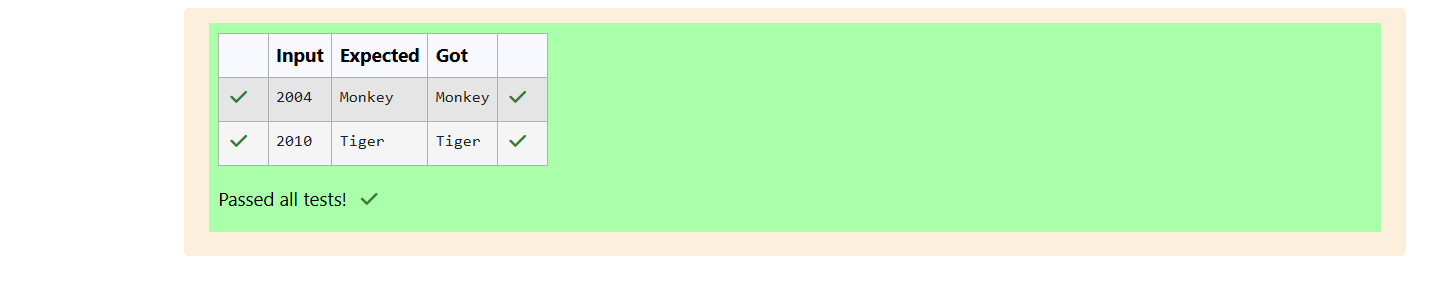 Input Expected Got
2004 Monkey Monkey
2010 Tiger Tiger
Passed all tests!